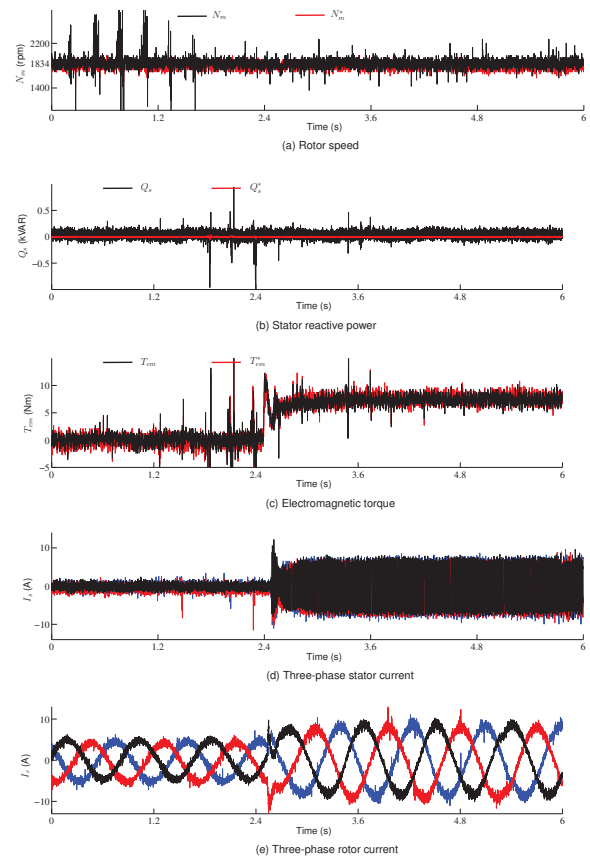 N_m N_m^*
N_m (rpm)
2200
1834
1400
0 1.2 2.4 3.6 4.8 6
Time (s)
(a) Rotor speed
Q_s Q_s^*
Q_s (kVAR)
0.5
0
−0.5
0 1.2 2.4 3.6 4.8 6
Time (s)
(b) Stator reactive power
T_em T_em^*
T_em (Nm)
10
5
0
−5
0 1.2 2.4 3.6 4.8 6
Time (s)
(c) Electromagnetic torque
I_s (A)
10
0
−10
0 1.2 2.4 3.6 4.8 6
Time (s)
(d) Three-phase stator current
I_r (A)
10
0
−10
0 1.2 2.4 3.6 4.8 6
Time (s)
(e) Three-phase rotor current